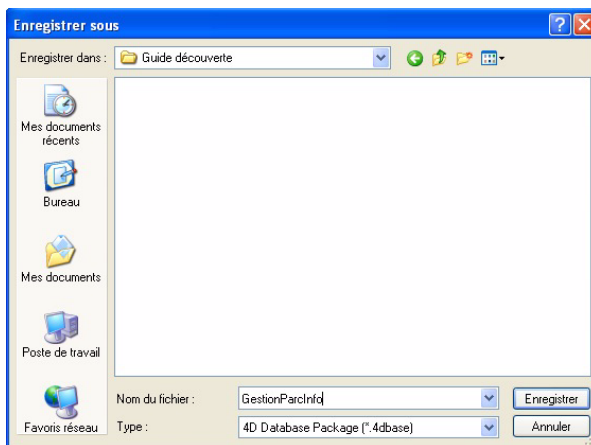 Enregistrer sous
Enregistrer dans :
Guide découverte
Mes documents
récents
Bureau
Mes documents
Poste de travail
Favoris réseau
Nom du fichier :
GestionParcInfo
Enregistrer
Type :
4D Database Package (*.4dbase)
Annuler